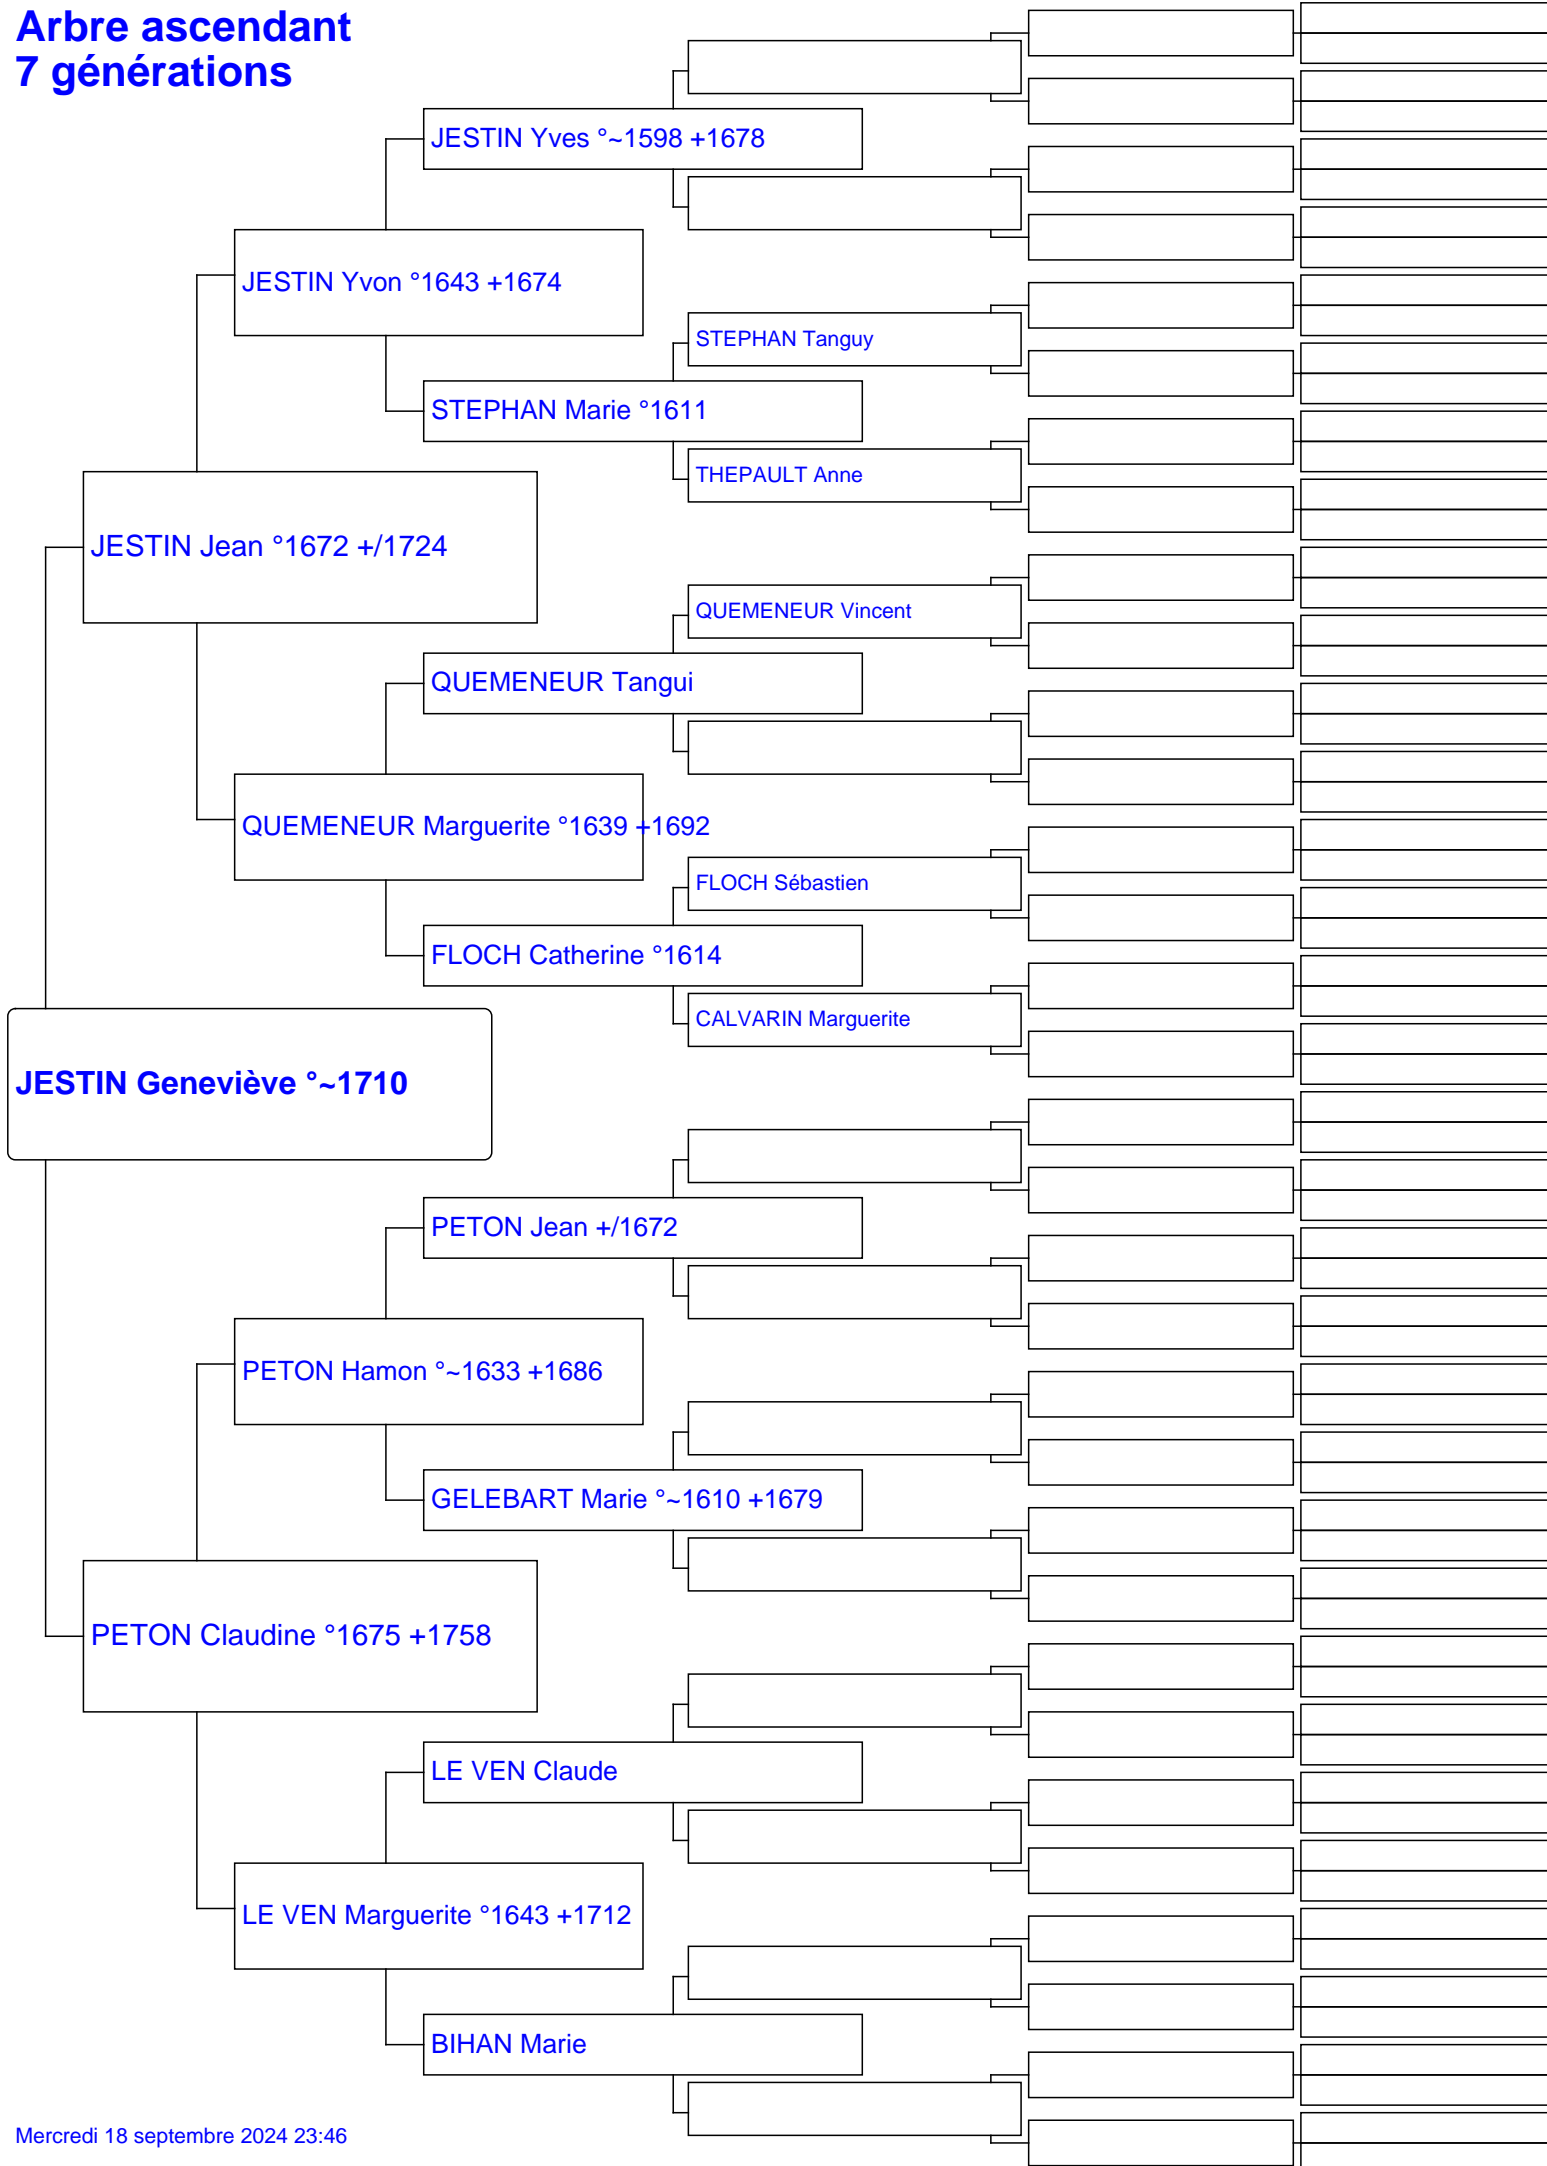 Arbre ascendant
7 générations
JESTIN Yves °~1598 +1678
JESTIN Yvon °1643 +1674
STEPHAN Tanguy
STEPHAN Marie °1611
THEPAULT Anne
JESTIN Jean °1672 +/1724
QUEMENEUR Vincent
QUEMENEUR Tangui
QUEMENEUR Marguerite °1639 +1692
FLOCH Sébastien
FLOCH Catherine °1614
CALVARIN Marguerite
JESTIN Geneviève °~1710
PETON Jean +/1672
PETON Hamon °~1633 +1686
GELEBART Marie °~1610 +1679
PETON Claudine °1675 +1758
LE VEN Claude
LE VEN Marguerite °1643 +1712
BIHAN Marie
Mercredi 18 septembre 2024 23:46